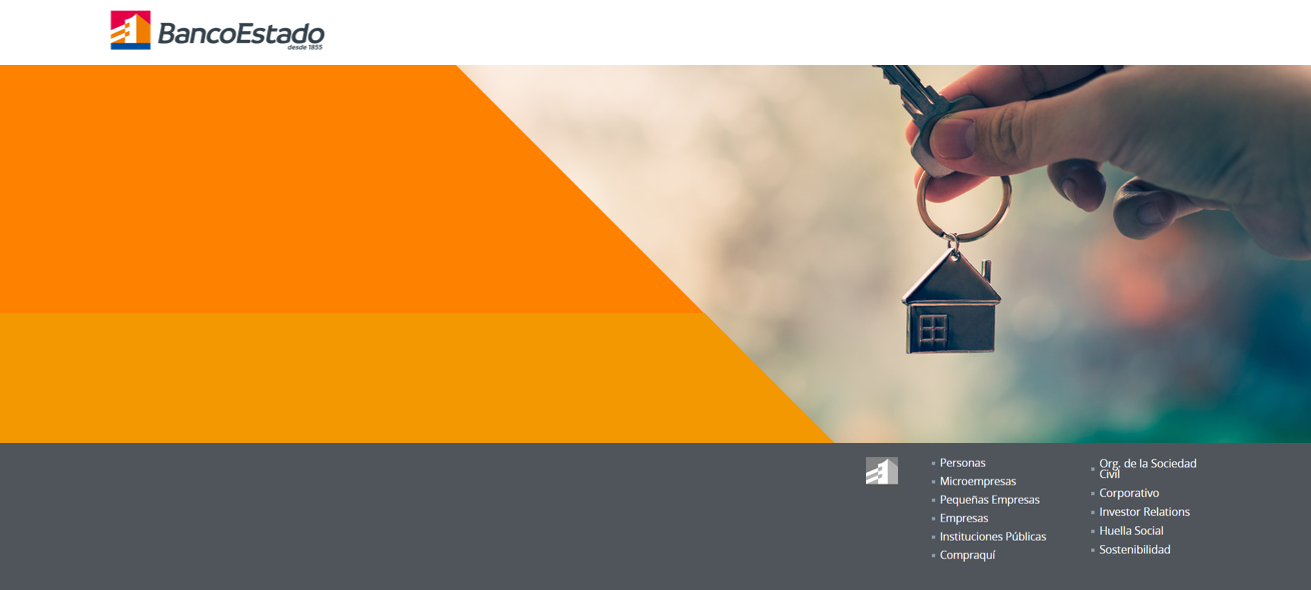 BancoEstado
desde 1855
Personas
Microempresas
Pequeñas Empresas
Empresas
Instituciones Públicas
Compraquí
Org. de la Sociedad
Civil
Corporativo
Investor Relations
Huella Social
Sostenibilidad